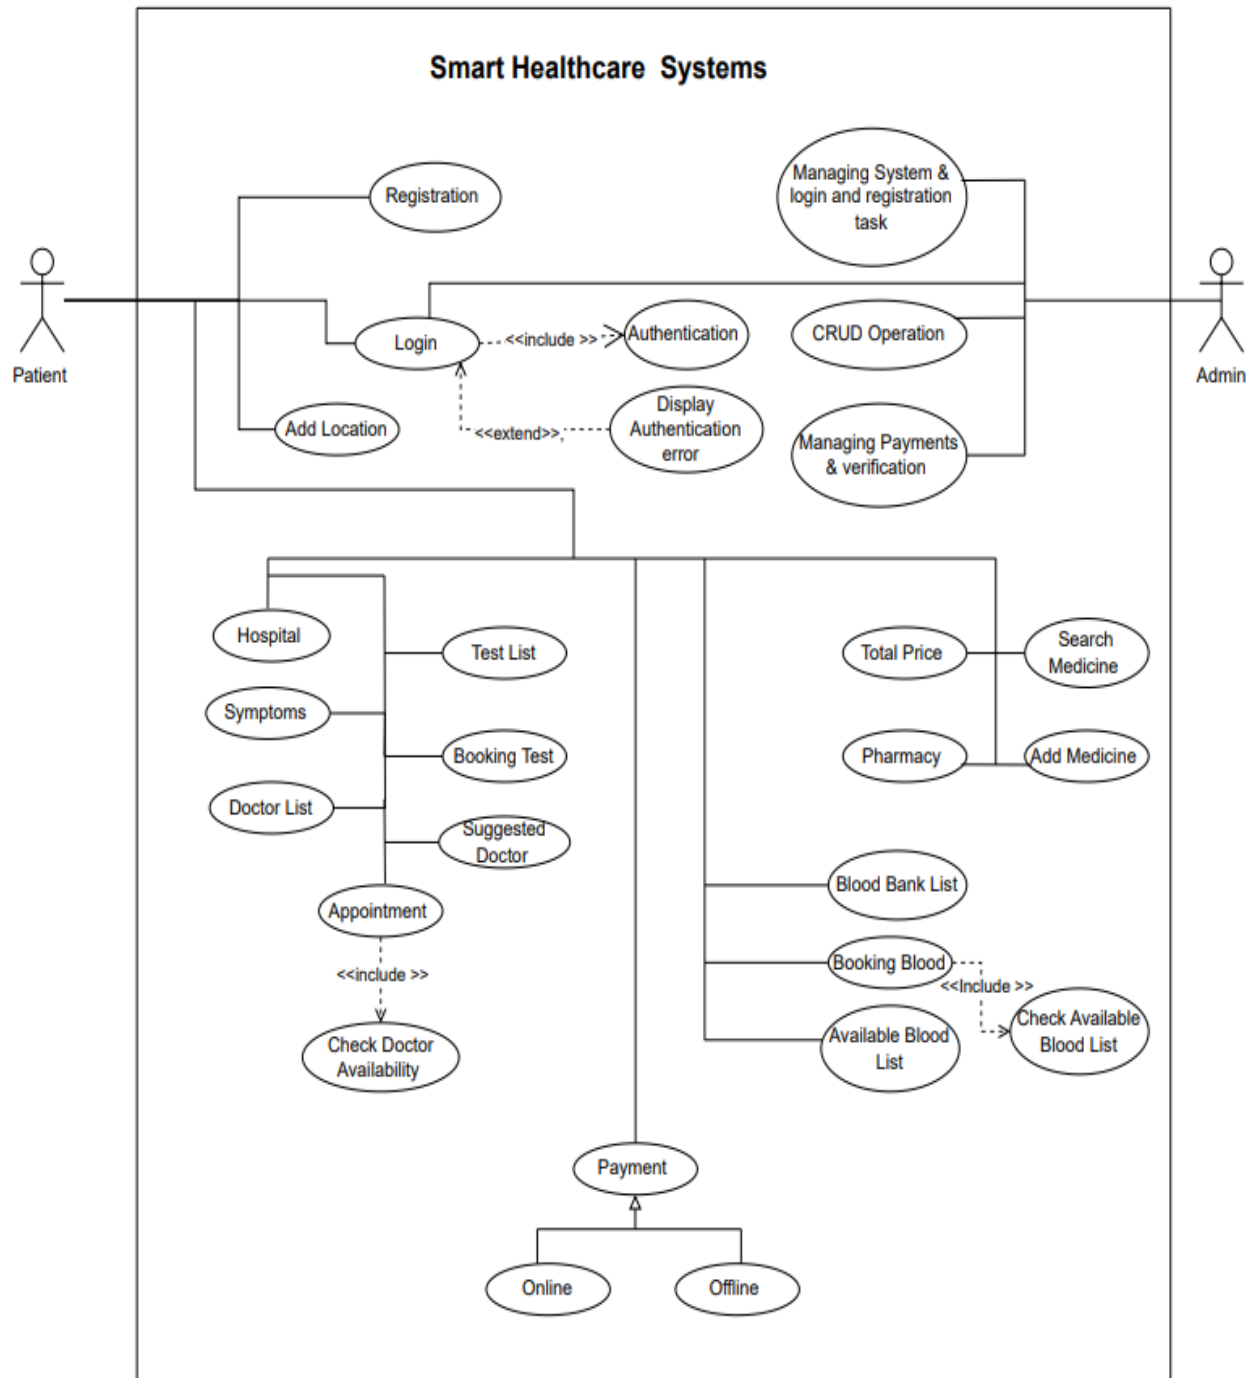 Smart Healthcare Systems
Registration
Managing System &
login and registration
task
Patient
Admin
Login
<<include >>
Authentication
CRUD Operation
Add Location
<<extend>>,
Display
Authentication
error
Managing Payments
& verification
Hospital
Test List
Symptoms
Booking Test
Doctor List
Suggested
Doctor
Appointment
<<include >>
Check Doctor
Availability
Total Price
Search
Medicine
Pharmacy
Add Medicine
Blood Bank List
Booking Blood
<<Include >>
Available Blood
List
Check Available
Blood List
Payment
Online
Offline